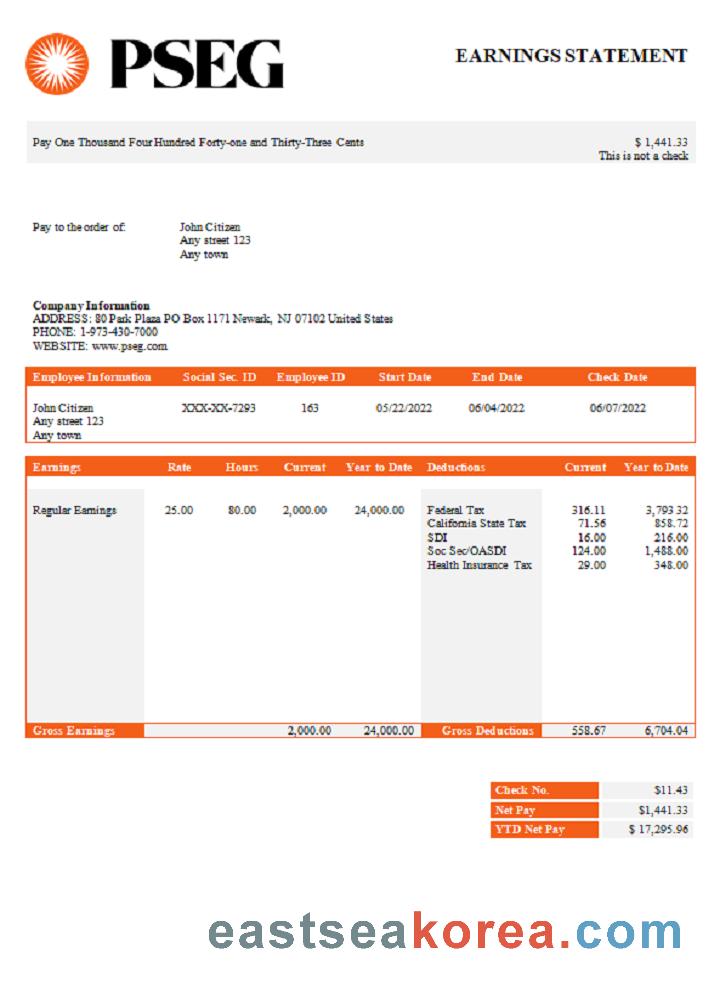 PSEG
EARNINGS STATEMENT
Pay One Thousand Four Hundred Forty-one and Thirty-Three Cents $ 1,441.33
This is not a check
Pay to the order of: John Citizen
Any street 123
Any town
Company Information
ADDRESS: 80 Park Plaza PO Box 1171 Newark, NJ 07102 United States
PHONE: 1-973-430-7000
WEBSITE: www.pseg.com
Employee Information Social Sec. ID Employee ID Start Date End Date Check Date
John Citizen XXX-XX-7293 163 05/22/2022 06/04/2022 06/07/2022
Any street 123
Any town
Earnings Rate Hours Current Year to Date Deductions Current Year to Date
Regular Earnings 25.00 80.00 2,000.00 24,000.00 Federal Tax 316.11 3,793.32
California State Tax 71.56 858.72
SDI 16.00 216.00
Soc Sec/OASDI 124.00 1,488.00
Health Insurance Tax 29.00 348.00
Gross Earnings 2,000.00 24,000.00 Gross Deductions 558.67 6,704.04
Check No. $11.43
Net Pay $1,441.33
YTD Net Pay $ 17,295.96
eastseakorea.com